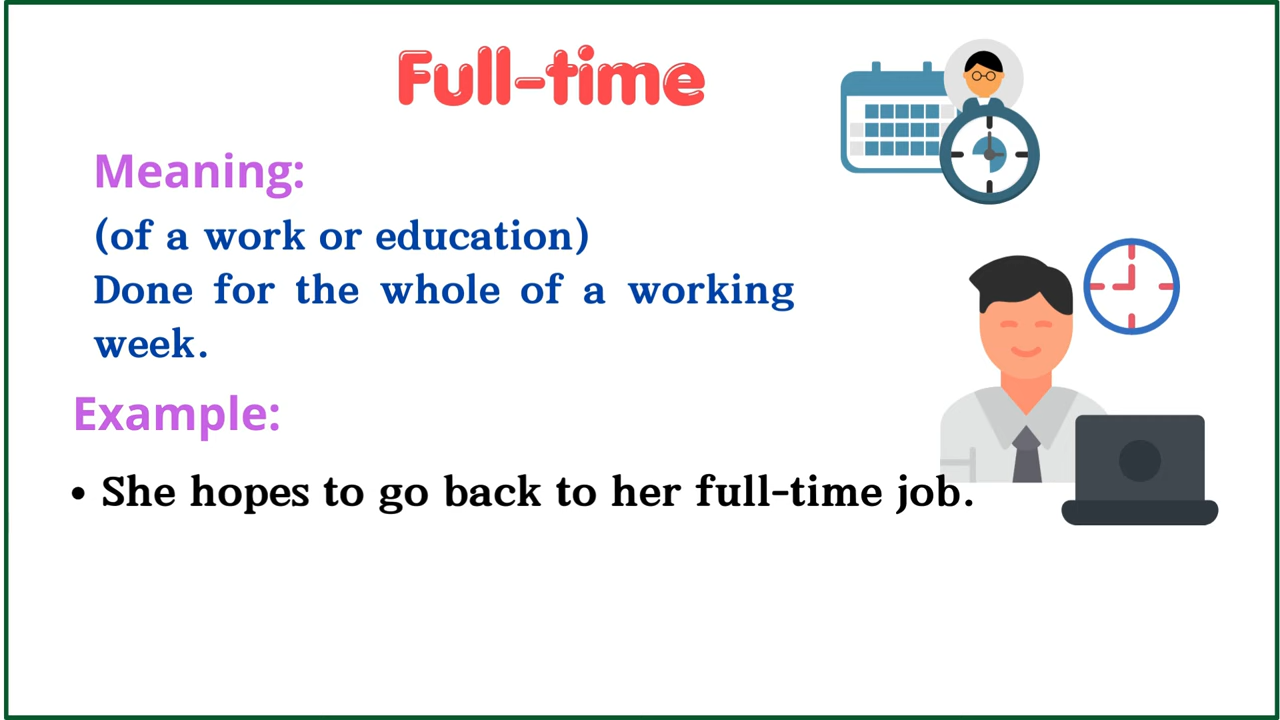 Full-time
Meaning:
(of a work or education)
Done for the whole of a working
week.
Example:
• She hopes to go back to her full-time job.